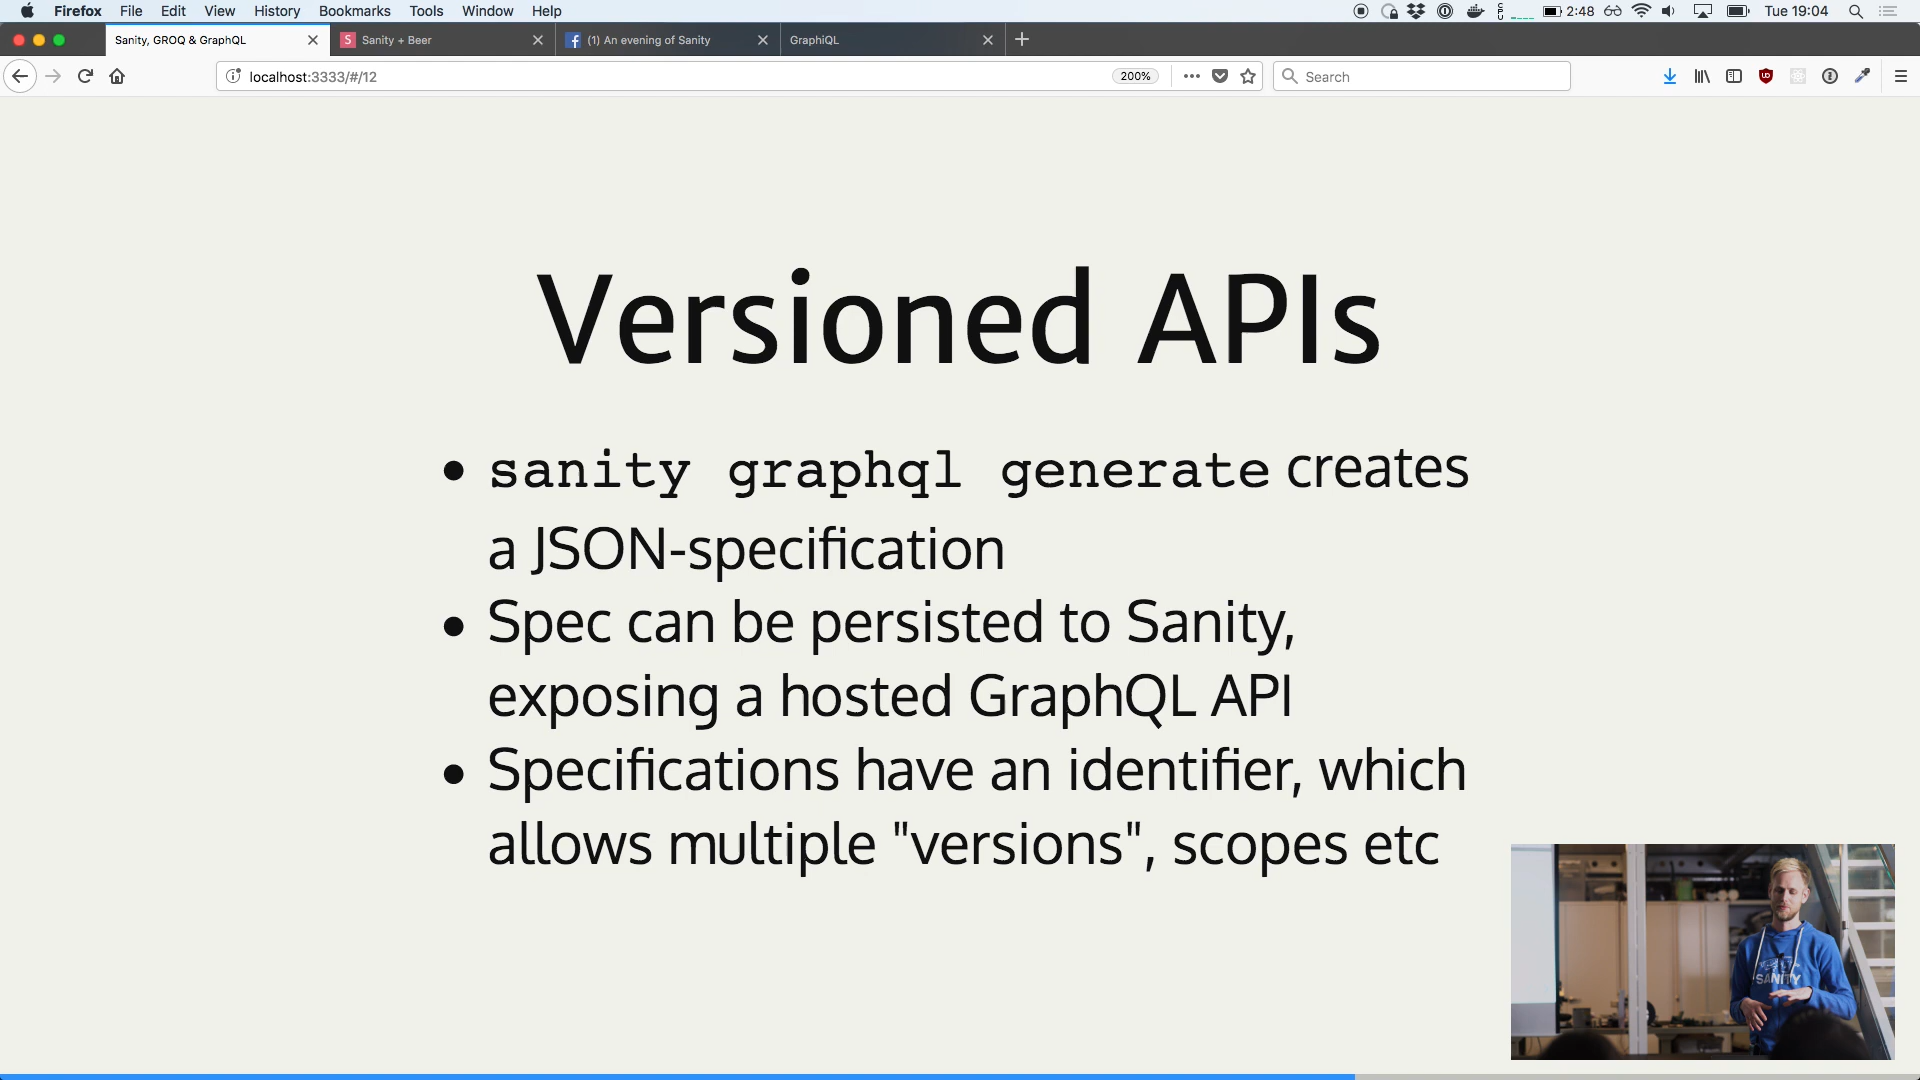 Firefox File Edit View History Bookmarks Tools Window Help 2:48 Tue 19:04
Sanity, GROQ & GraphQL Sanity + Beer (1) An evening of Sanity GraphiQL
localhost:3333/#/12 200% Search
Versioned APIs
sanity graphql generate creates
a JSON-specification
Spec can be persisted to Sanity,
exposing a hosted GraphQL API
Specifications have an identifier, which
allows multiple "versions", scopes etc
SANITY